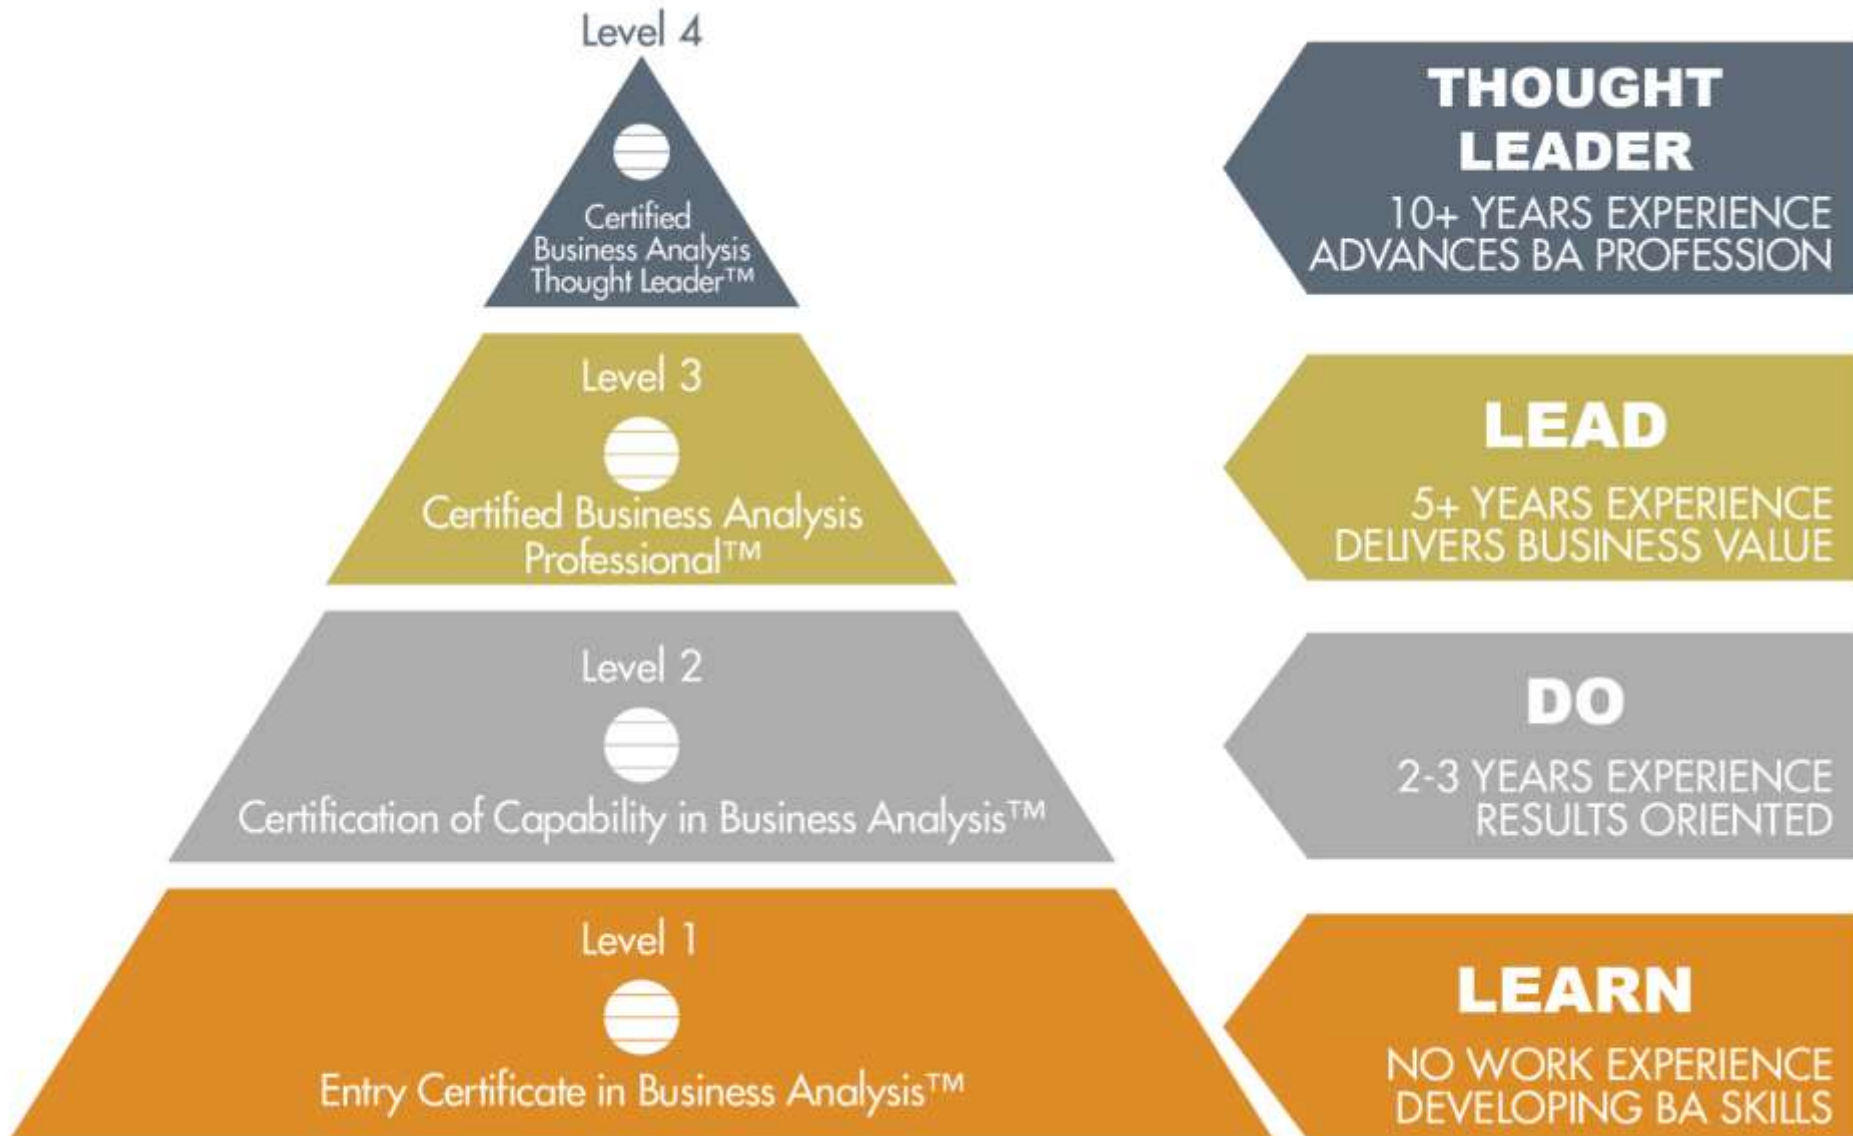 Level 4
Certified
Business Analysis
Thought Leader™
THOUGHT
LEADER
10+ YEARS EXPERIENCE
ADVANCES BA PROFESSION
Level 3
Certified Business Analysis
Professional™
LEAD
5+ YEARS EXPERIENCE
DELIVERS BUSINESS VALUE
Level 2
Certification of Capability in Business Analysis™
DO
2-3 YEARS EXPERIENCE
RESULTS ORIENTED
Level 1
Entry Certificate in Business Analysis™
LEARN
NO WORK EXPERIENCE
DEVELOPING BA SKILLS